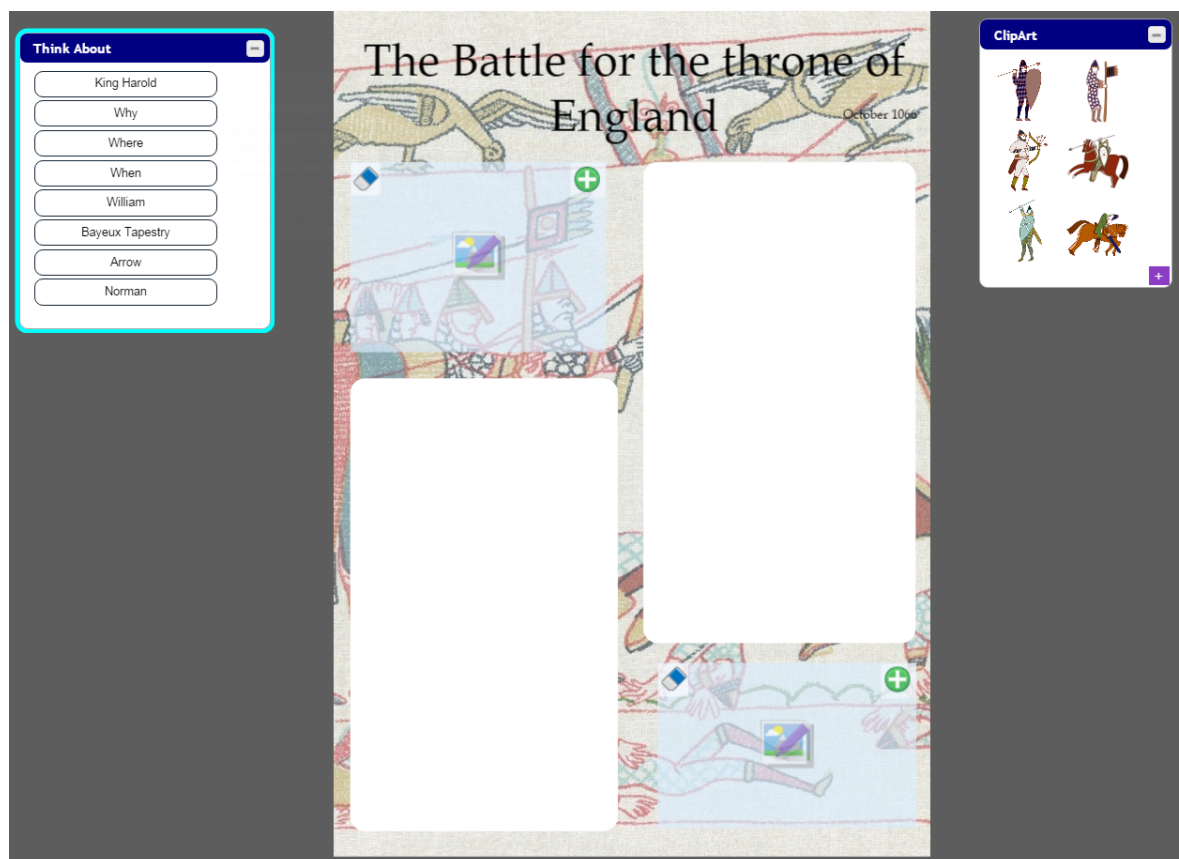 Think About
King Harold
Why
Where
When
William
Bayeux Tapestry
Arrow
Norman
The Battle for the throne of
England
October 1066
ClipArt